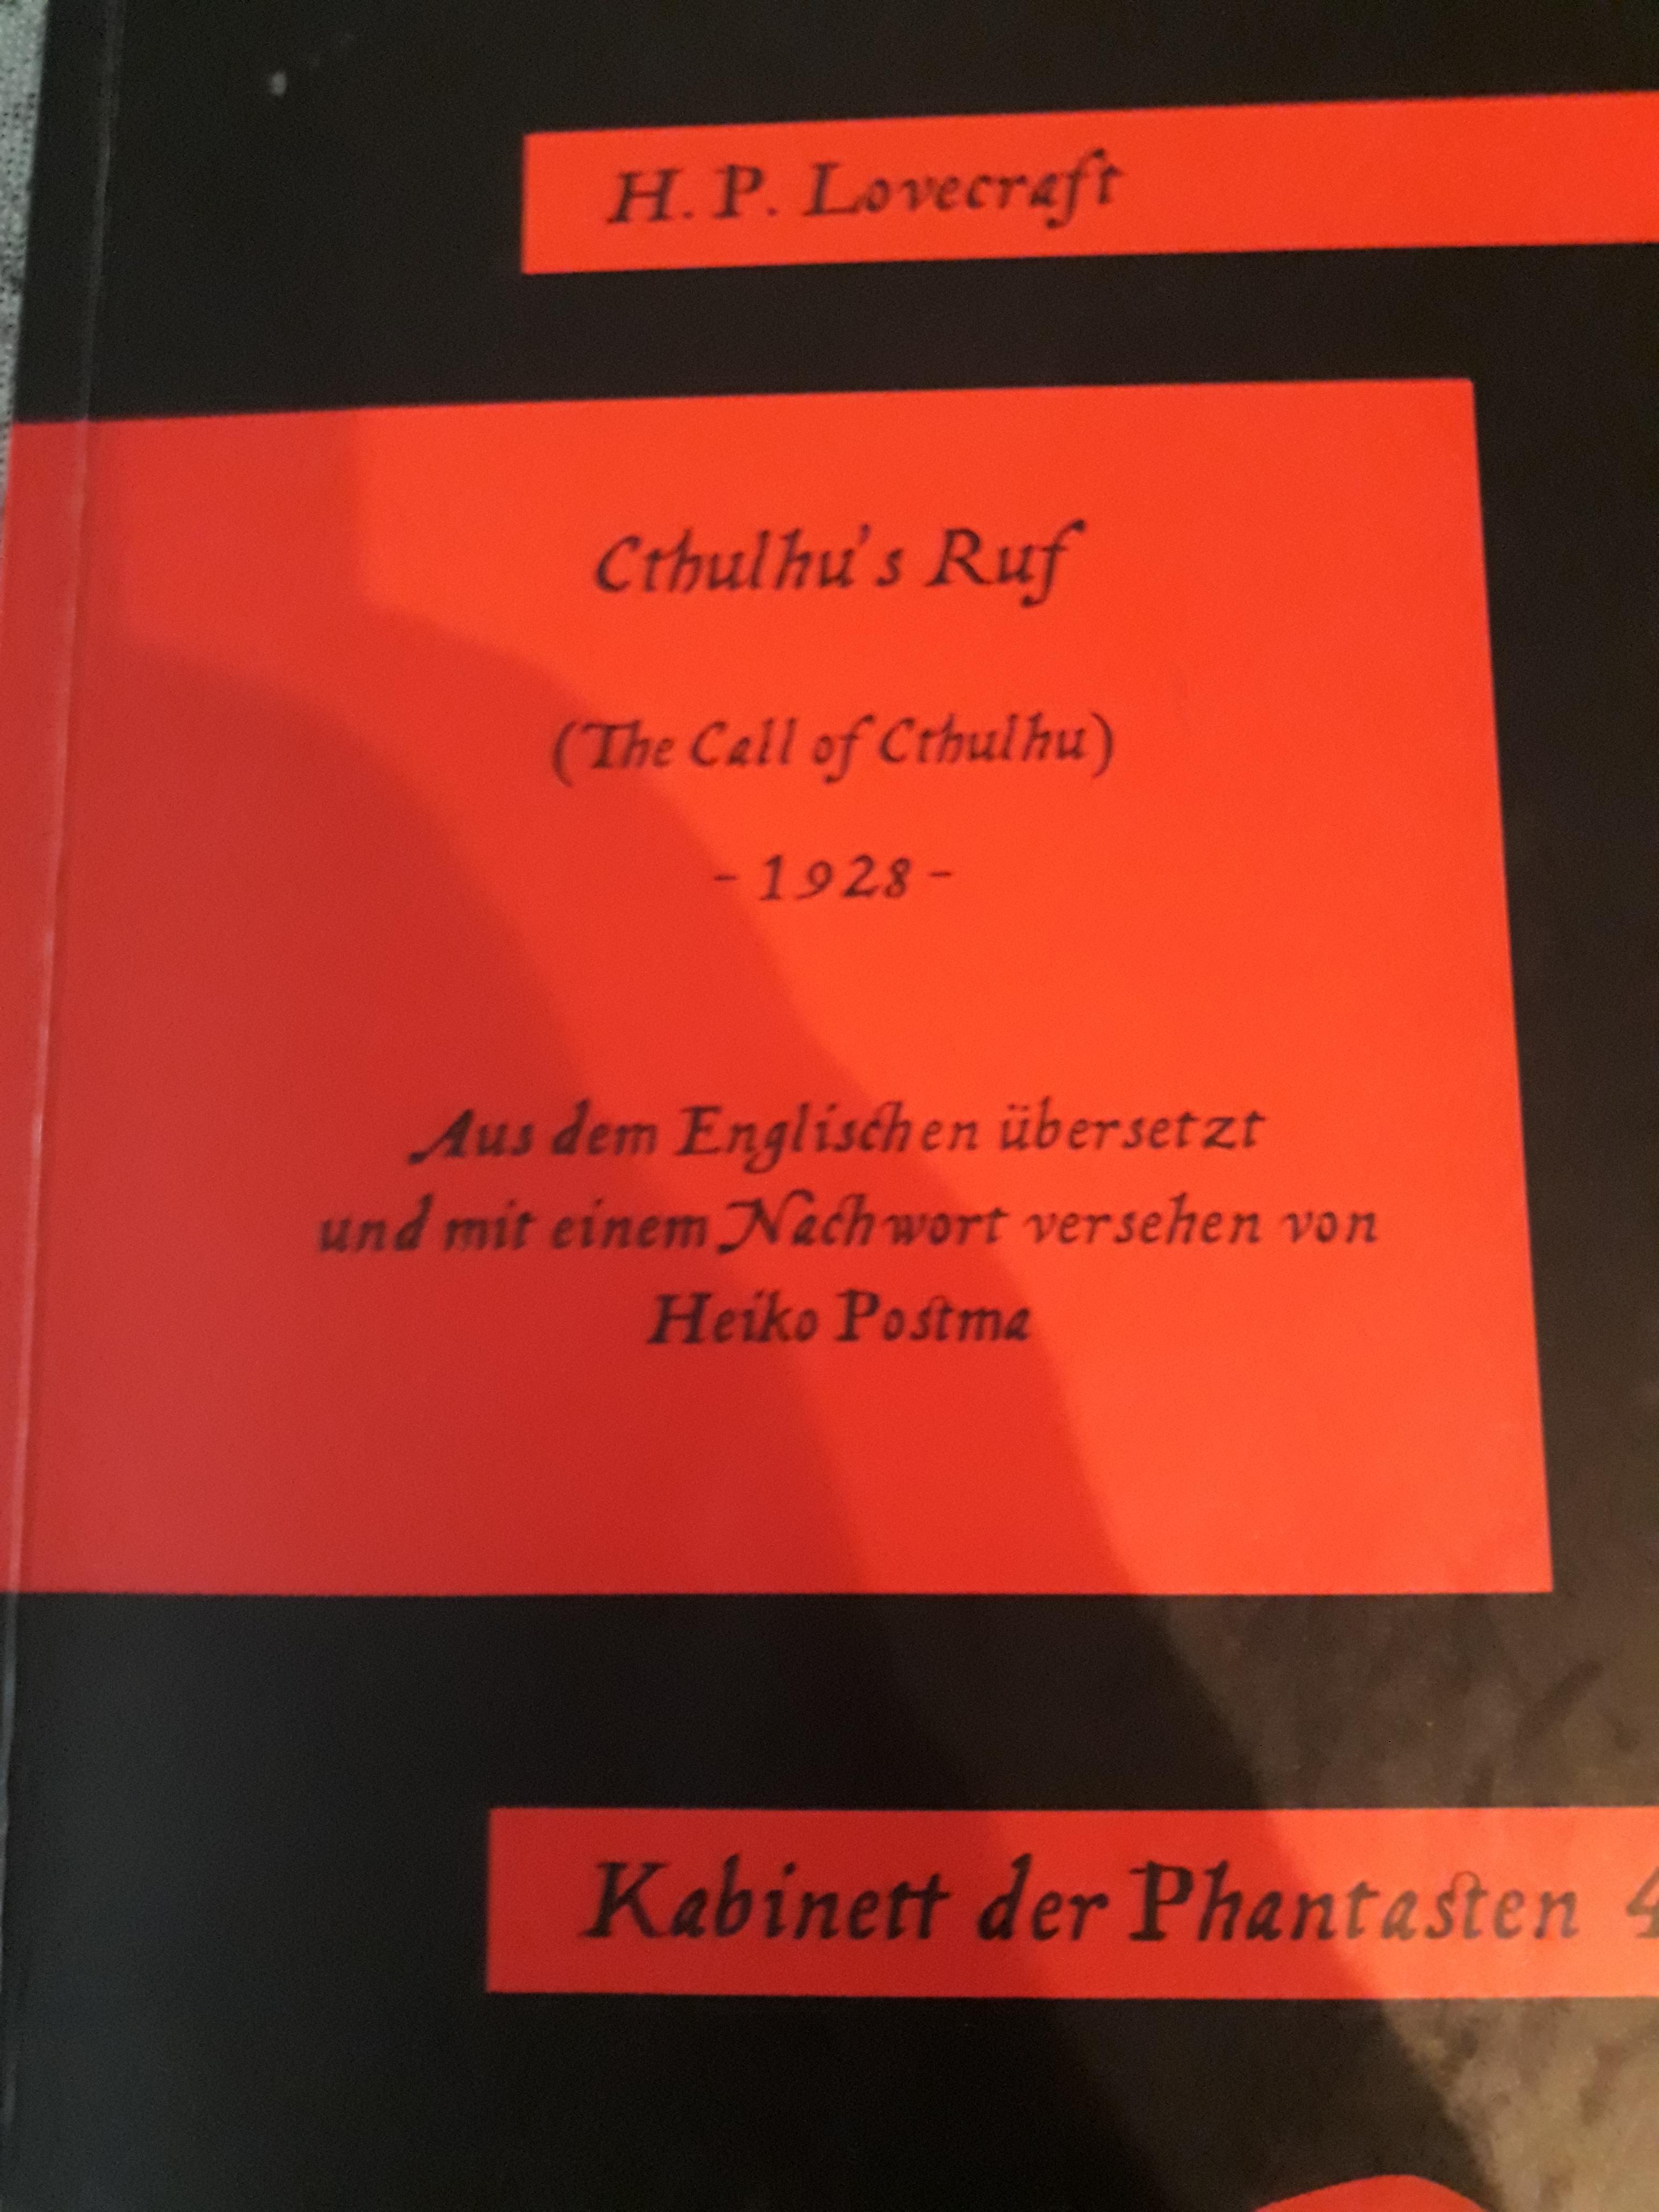 H. P. Lovecraft
Cthulhu's Ruf
(The Call of Cthulhu)
- 1928 -
Aus dem Englischen übersetzt
und mit einem Nachwort versehen von
Heiko Postma
Kabinett der Phantasten 4